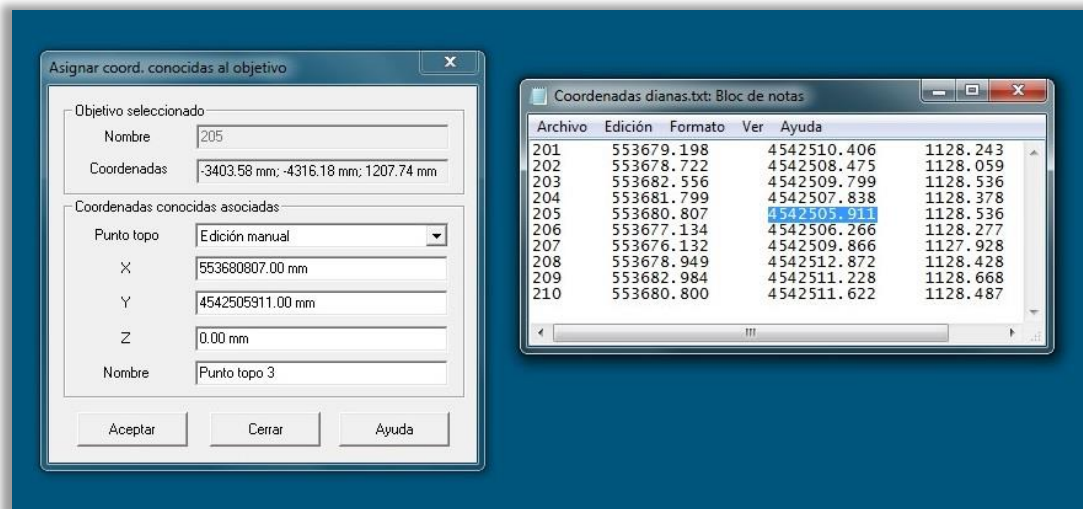 Asignar coord. conocidas al objetivo
X
Objetivo seleccionado
Nombre 205
Coordenadas -3403.58 mm; -4316.18 mm; 1207.74 mm
Coordenadas conocidas asociadas
Punto topo Edición manual
X 553680807.00 mm
Y 4542505911.00 mm
Z 0.00 mm
Nombre Punto topo 3
Aceptar Cerrar Ayuda
Coordenadas dianas.txt: Bloc de notas
Archivo Edición Formato Ver Ayuda
201 553679.198 4542510.406 1128.243
202 553678.722 4542508.475 1128.059
203 553682.556 4542509.799 1128.536
204 553681.799 4542507.838 1128.378
205 553680.807 4542505.911 1128.536
206 553677.134 4542506.266 1128.277
207 553676.132 4542509.866 1127.928
208 553678.949 4542512.872 1128.428
209 553682.984 4542511.228 1128.668
210 553680.800 4542511.622 1128.487